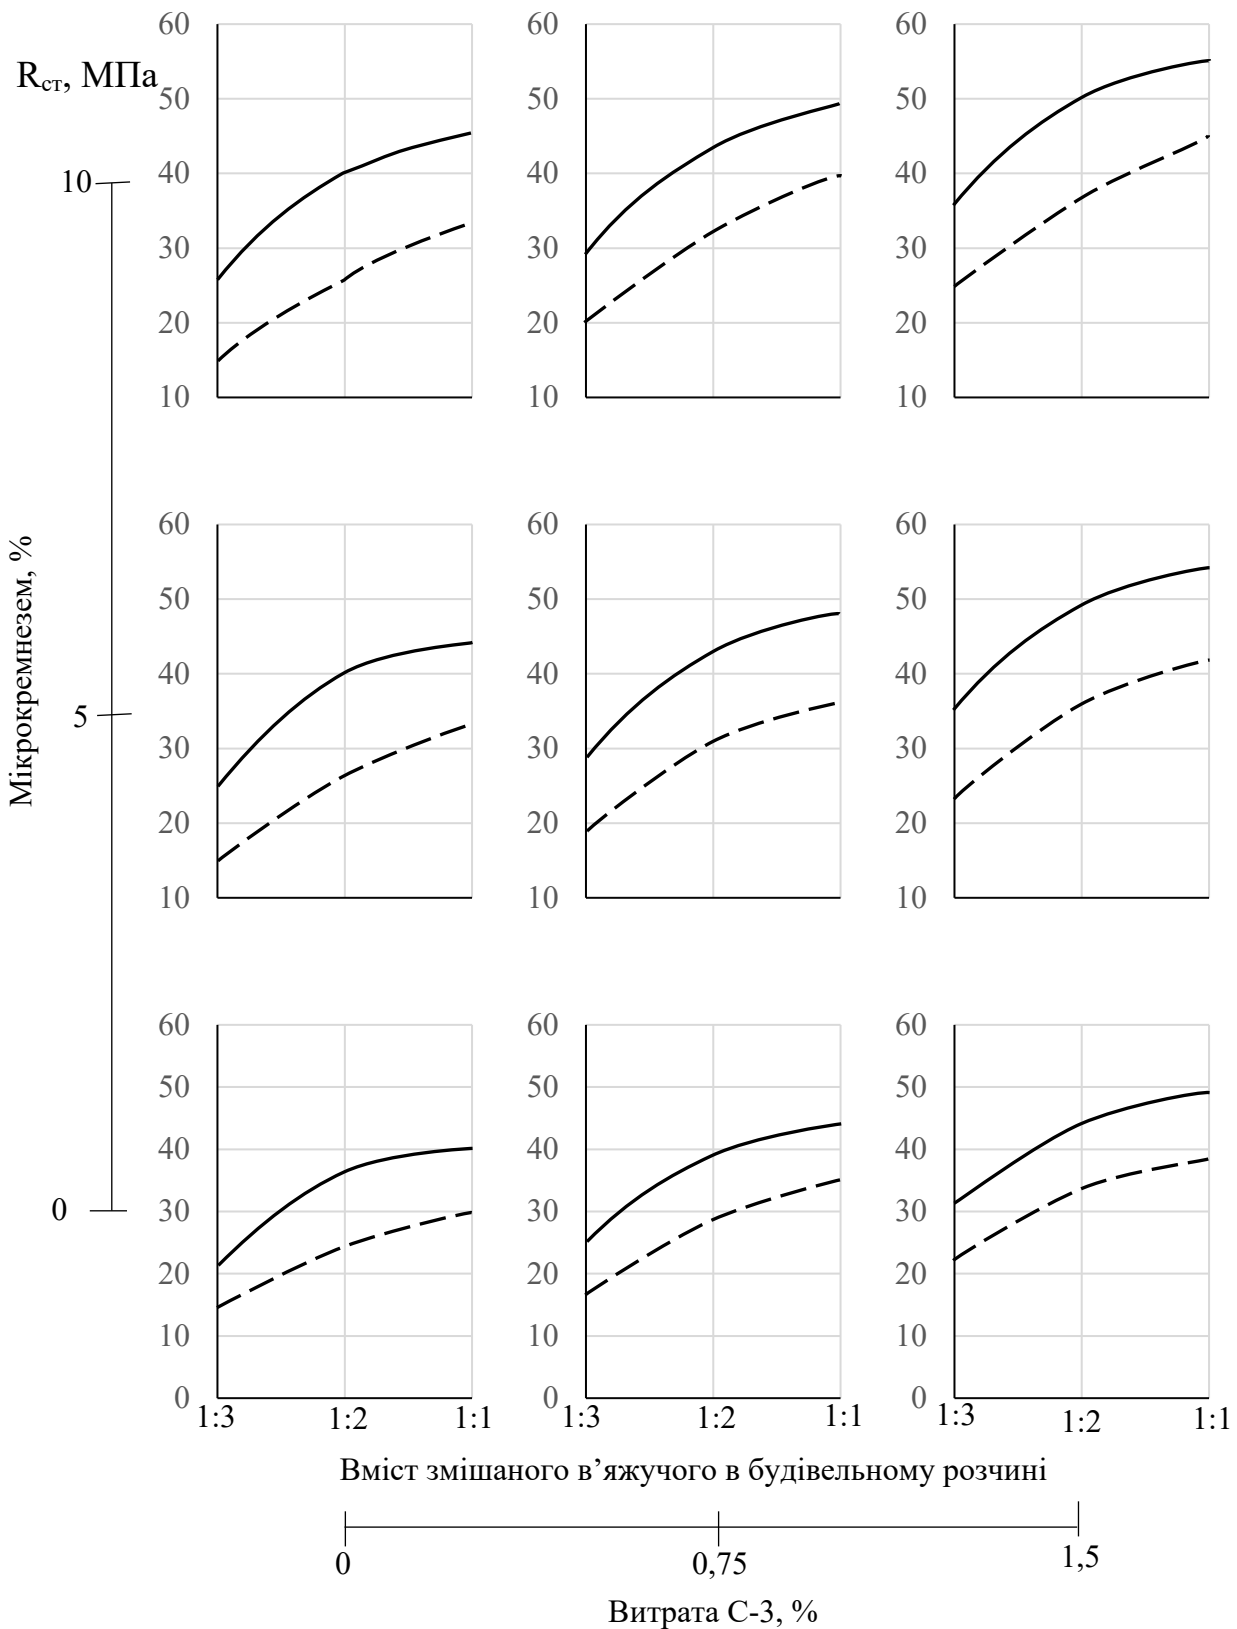 R_ст, МПа
60 60 60
50 50 50
10
40 40 40
30 30 30
20 20 20
10 10 10
Мікрокремнезем, %
60 60 60
50 50 50
40 40 40
5
30 30 30
20 20 20
10 10 10
60 60 60
50 50 50
40 40 40
0
30 30 30
20 20 20
10 10 10
0 0 0
1:3 1:2 1:1 1:3 1:2 1:1 1:3 1:2 1:1
Вміст змішаного в’яжучого в будівельному розчині
0 0,75 1,5
Витрата С-3, %